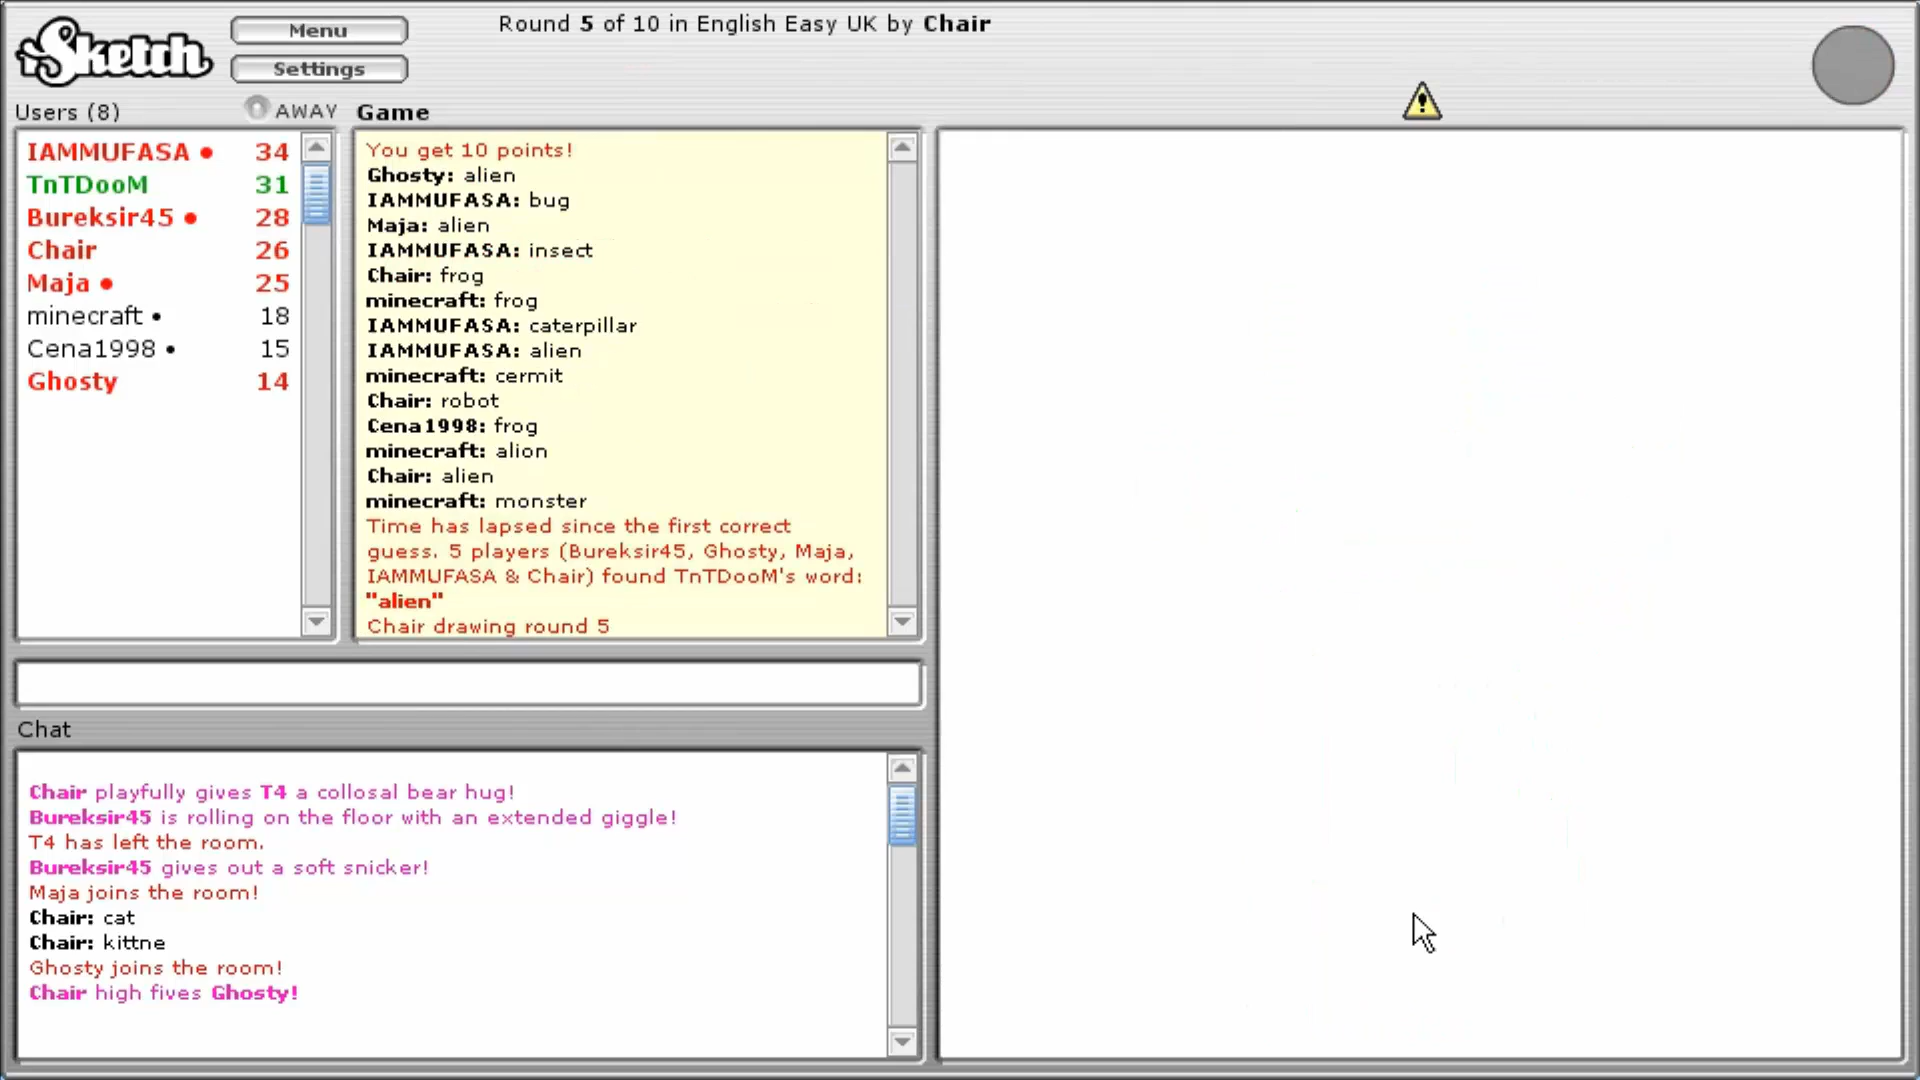 iSketch
Menu
Settings
Round 5 of 10 in English Easy UK by Chair
Users (8)
AWAY
Game
IAMMUFASA • 34
TnTDooM 31
Bureksir45 • 28
Chair 26
Maja • 25
minecraft • 18
Cena1998 • 15
Ghosty 14
You get 10 points!
Ghosty: alien
IAMMUFASA: bug
Maja: alien
IAMMUFASA: insect
Chair: frog
minecraft: frog
IAMMUFASA: caterpillar
IAMMUFASA: alien
minecraft: cermit
Chair: robot
Cena1998: frog
minecraft: alion
Chair: alien
minecraft: monster
Time has lapsed since the first correct
guess. 5 players (Bureksir45, Ghosty, Maja,
IAMMUFASA & Chair) found TnTDooM's word:
"alien"
Chair drawing round 5
Chat
Chair playfully gives T4 a collosal bear hug!
Bureksir45 is rolling on the floor with an extended giggle!
T4 has left the room.
Bureksir45 gives out a soft snicker!
Maja joins the room!
Chair: cat
Chair: kittne
Ghosty joins the room!
Chair high fives Ghosty!